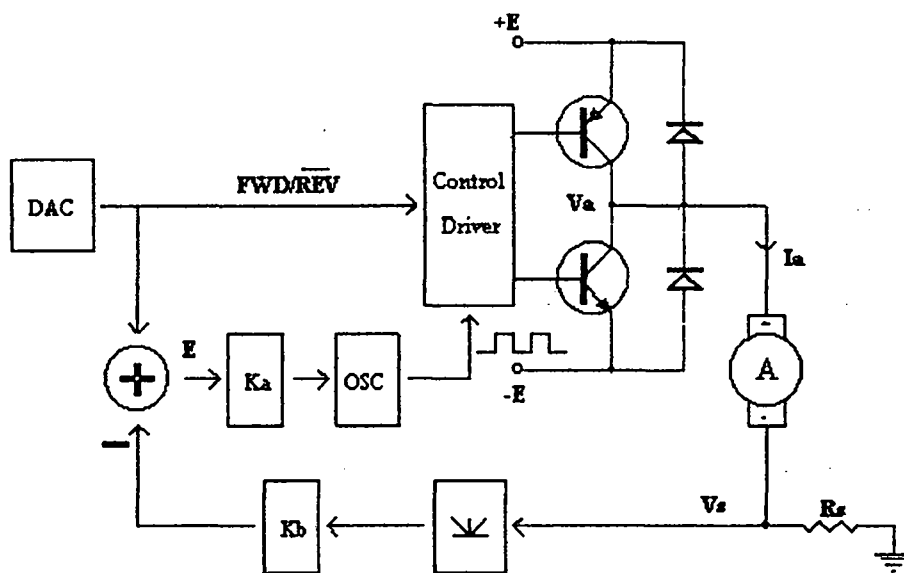 +E
DAC
FWD/REV
Control
Driver
Va
Ia
E
Ka
OSC
-E
A
Kb
Vs
Rs